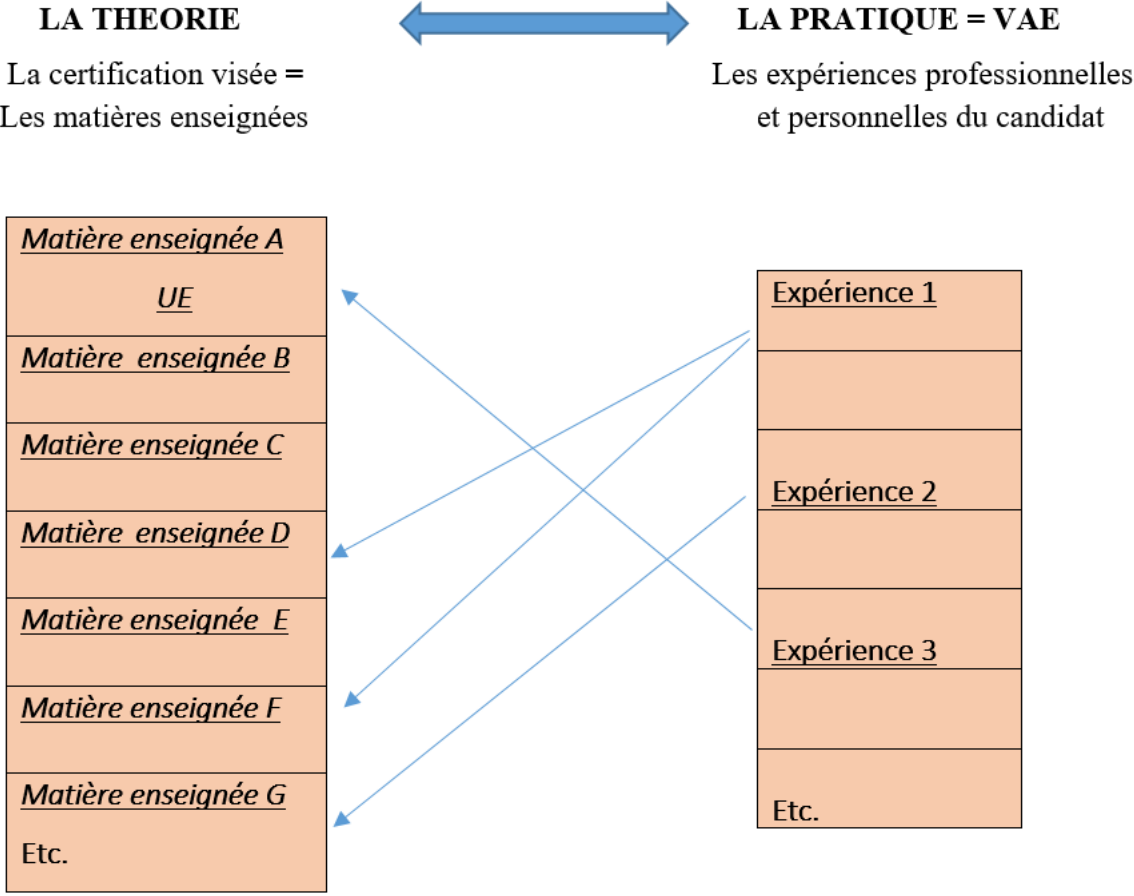 LA THEORIE
La certification visée =
Les matières enseignées
LA PRATIQUE = VAE
Les expériences professionnelles
et personnelles du candidat
Matière enseignée A
UE
Matière  enseignée B
Matière enseignée C
Matière  enseignée D
Matière enseignée  E
Matière enseignée F
Matière enseignée G
Etc.
Expérience 1
Expérience 2
Expérience 3
Etc.